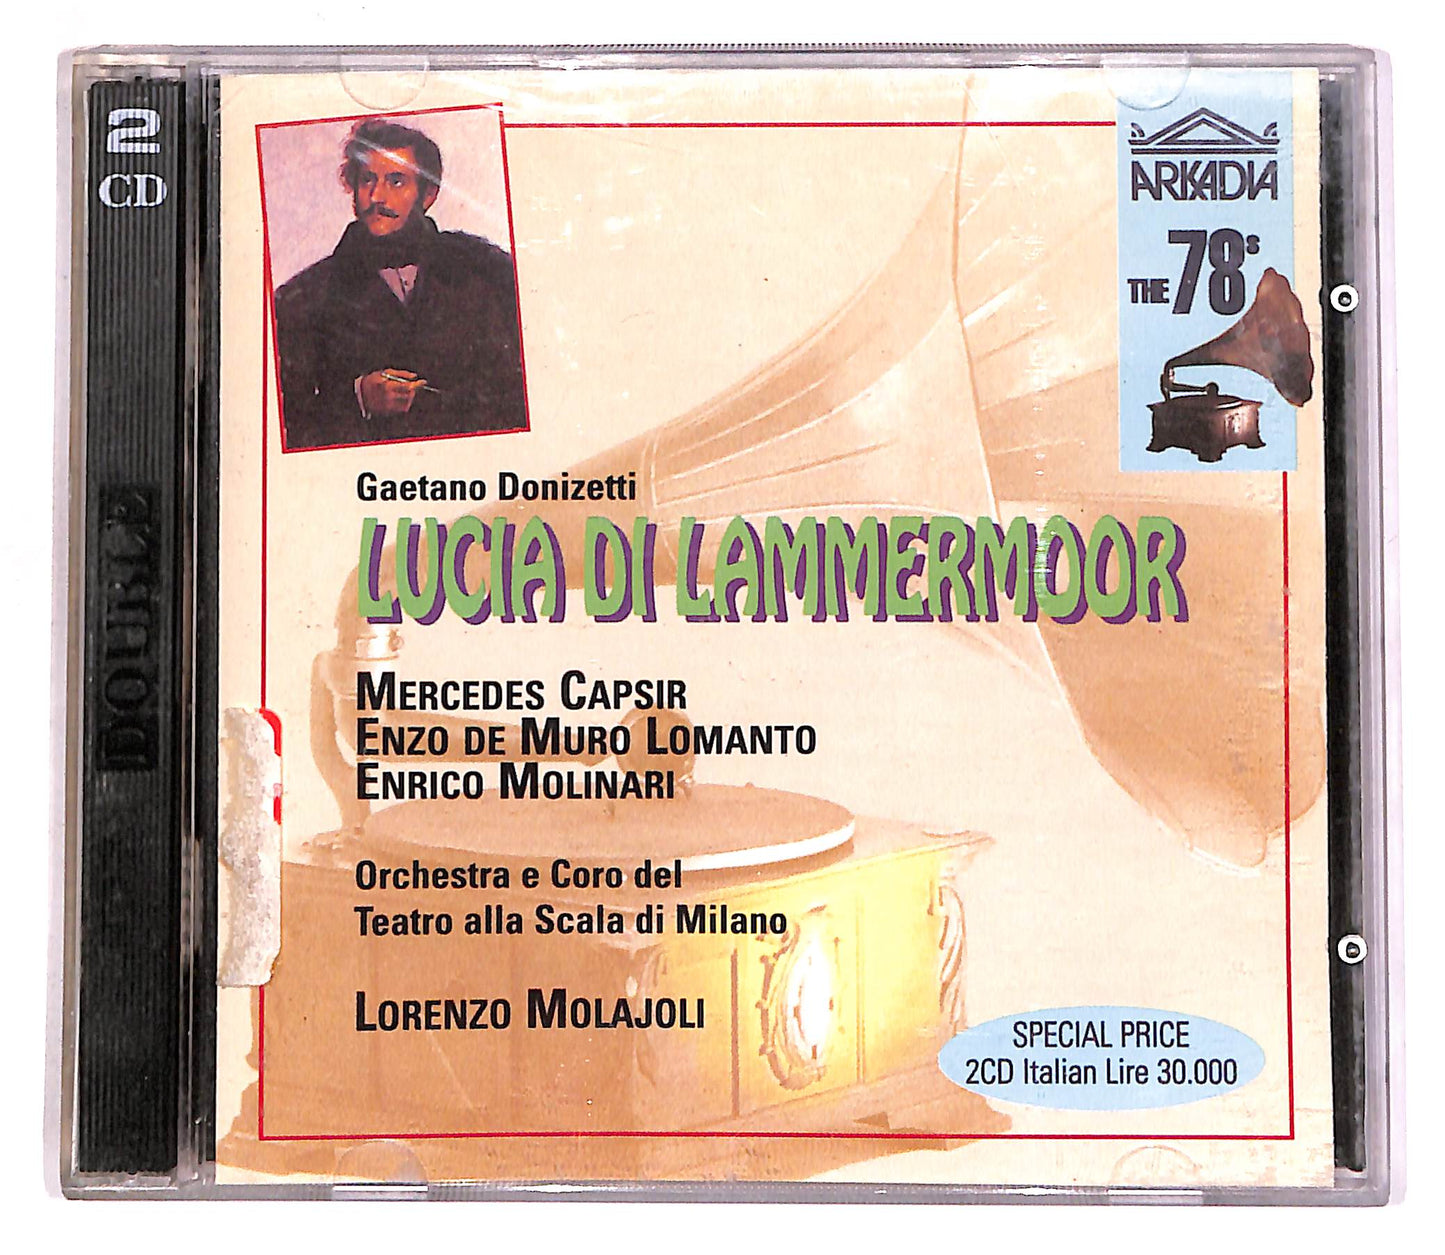 2
CD
DOUBLE
ARKADIA
THE 78s
Gaetano Donizetti
LUCIA DI LAMMERMOOR
MERCEDES CAPSIR
ENZO DE MURO LOMANTO
ENRICO MOLINARI
Orchestra e Coro del
Teatro alla Scala di Milano
LORENZO MOLAJOLI
SPECIAL PRICE
2CD Italian Lire 30.000